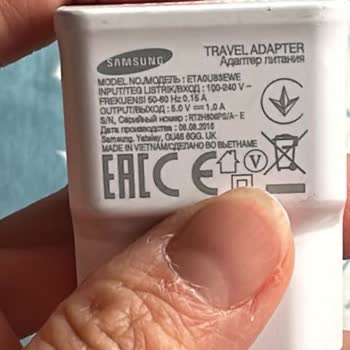 SAMSUNG
TRAVEL ADAPTER
Адаптер питания
MODEL NO./МОДЕЛЬ : ETA0U83EWE
INPUT/TEG LISTRIK/ВХОД : 100-240 V~
FREKUENSI 50-60 Hz 0.15 A
OUTPUT/ВЫХОД : 5.0 V ⎓ 1.0 A
S/N, Серийный номер : RT2H806PS/A-E
Дата производства : 06.08.2016
Samsung, Yateley, GU46 6GG, UK
MADE IN VIETNAM/СДЕЛАНО ВО ВЬЕТНАМЕ
EAC CE V